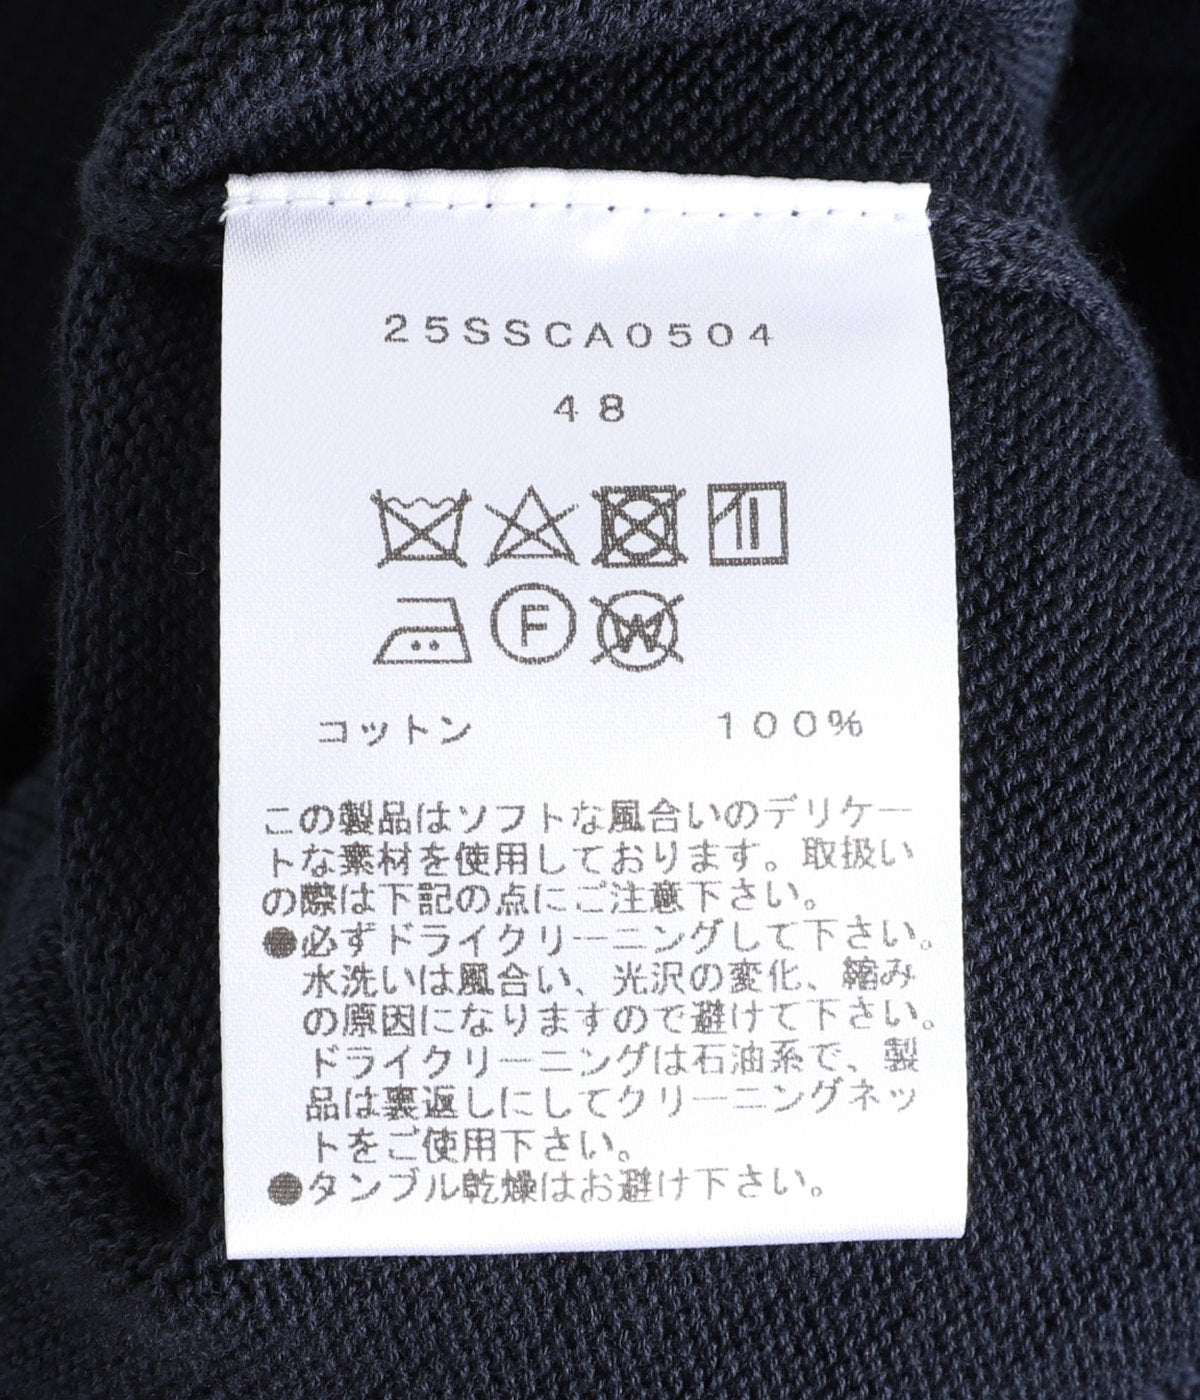 25SSCA0504
48
F
W
コットン 100%
この製品はソフトな風合いのデリケー
トな素材を使用しております。取扱い
の際は下記の点にご注意下さい。
●必ずドライクリーニングして下さい。
水洗いは風合い、光沢の変化、縮み
の原因になりますので避けて下さい。
ドライクリーニングは石油系で、製
品は裏返しにしてクリーニングネッ
トをご使用下さい。
●タンブル乾燥はお避け下さい。